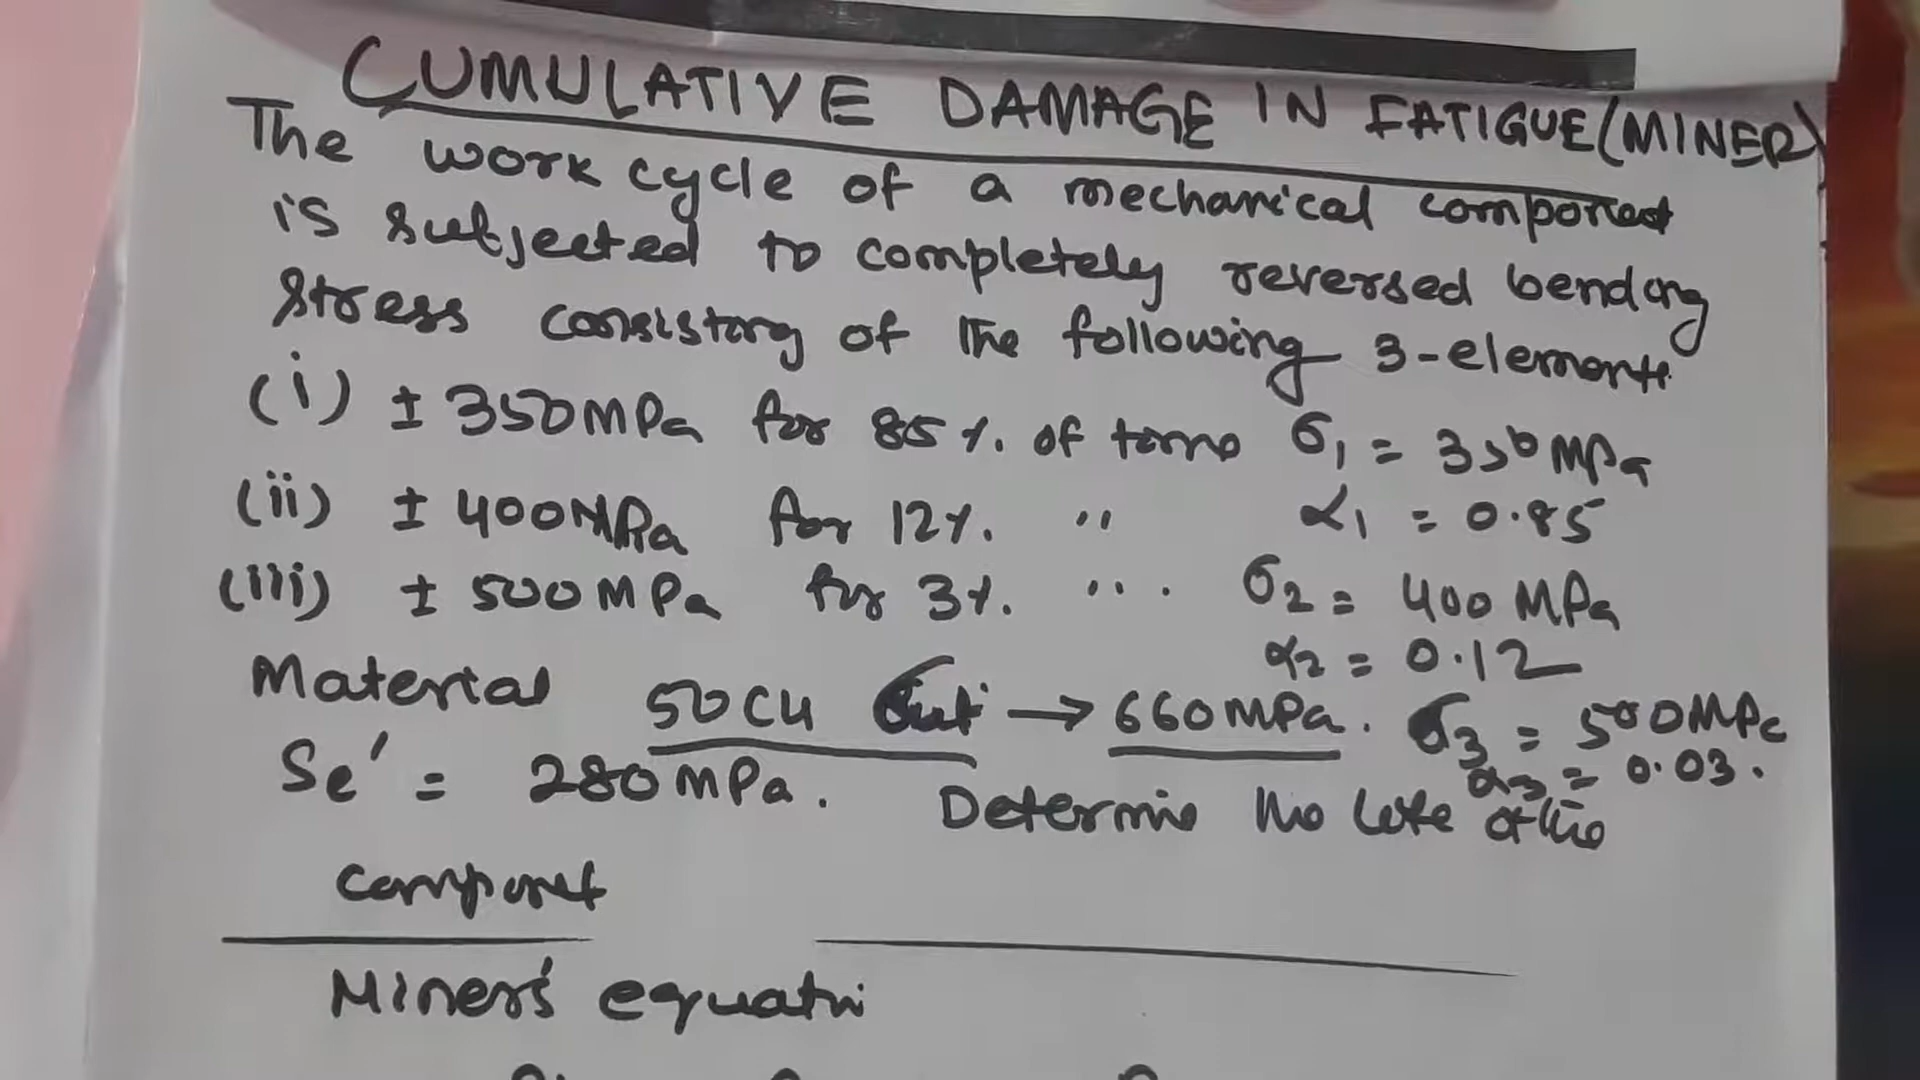 CUMULATIVE DAMAGE IN FATIGUE (MINER)
The work cycle of a mechanical component
is subjected to completely reversed bending
stress consisting of the following 3-elements
(i) ± 350MPa for 85 %. of time σ1 = 350 MPa
(ii) ± 400MPa for 12%. " α1 = 0.85
(iii) ± 500MPa for 3%. " σ2 = 400 MPa
α2 = 0.12
Material 50C4 σut → 660MPa. σ3 = 500MPa
α3 = 0.03.
Se' = 280MPa. Determine the life of the
component
Miner's equatn